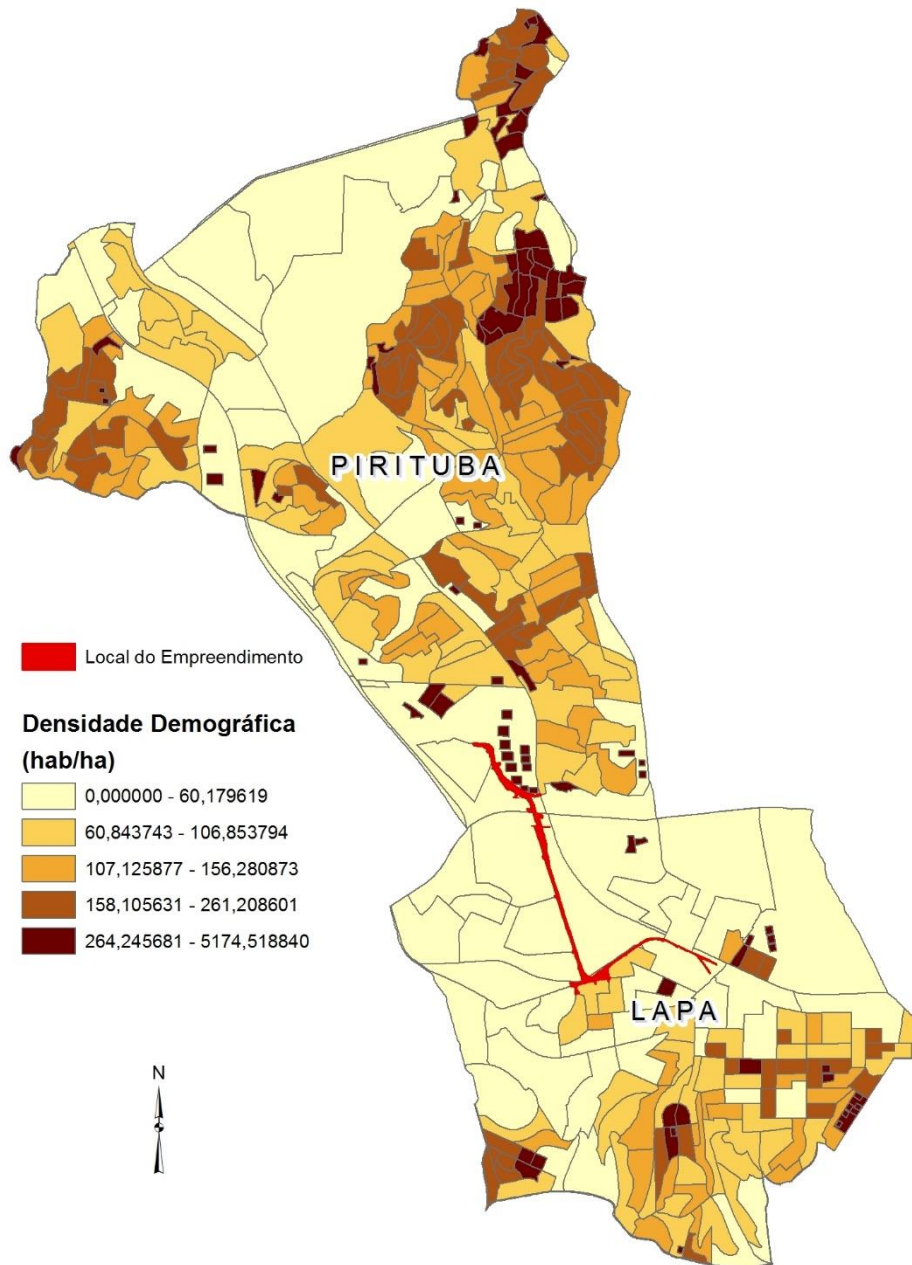 PIRITUBA
Local do Empreendimento
Densidade Demográfica
(hab/ha)
0,000000 - 60,179619
60,843743 - 106,853794
107,125877 - 156,280873
158,105631 - 261,208601
264,245681 - 5174,518840
LAPA
N